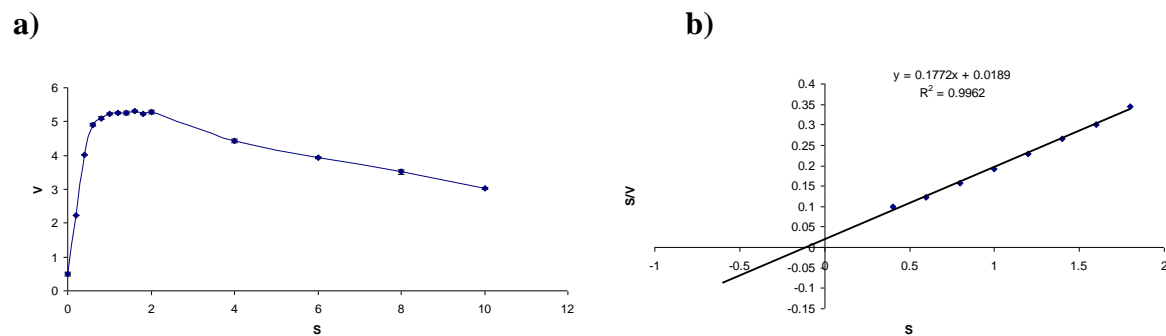 a)
b)
V
6
5
4
3
2
1
0
0 2 4 6 8 10 12
S
y = 0.1772x + 0.0189
R² = 0.9962
S/V
0.4
0.35
0.3
0.25
0.2
0.15
0.1
0.05
0
-0.05
-0.1
-0.15
-1 -0.5 0 0.5 1 1.5 2
S